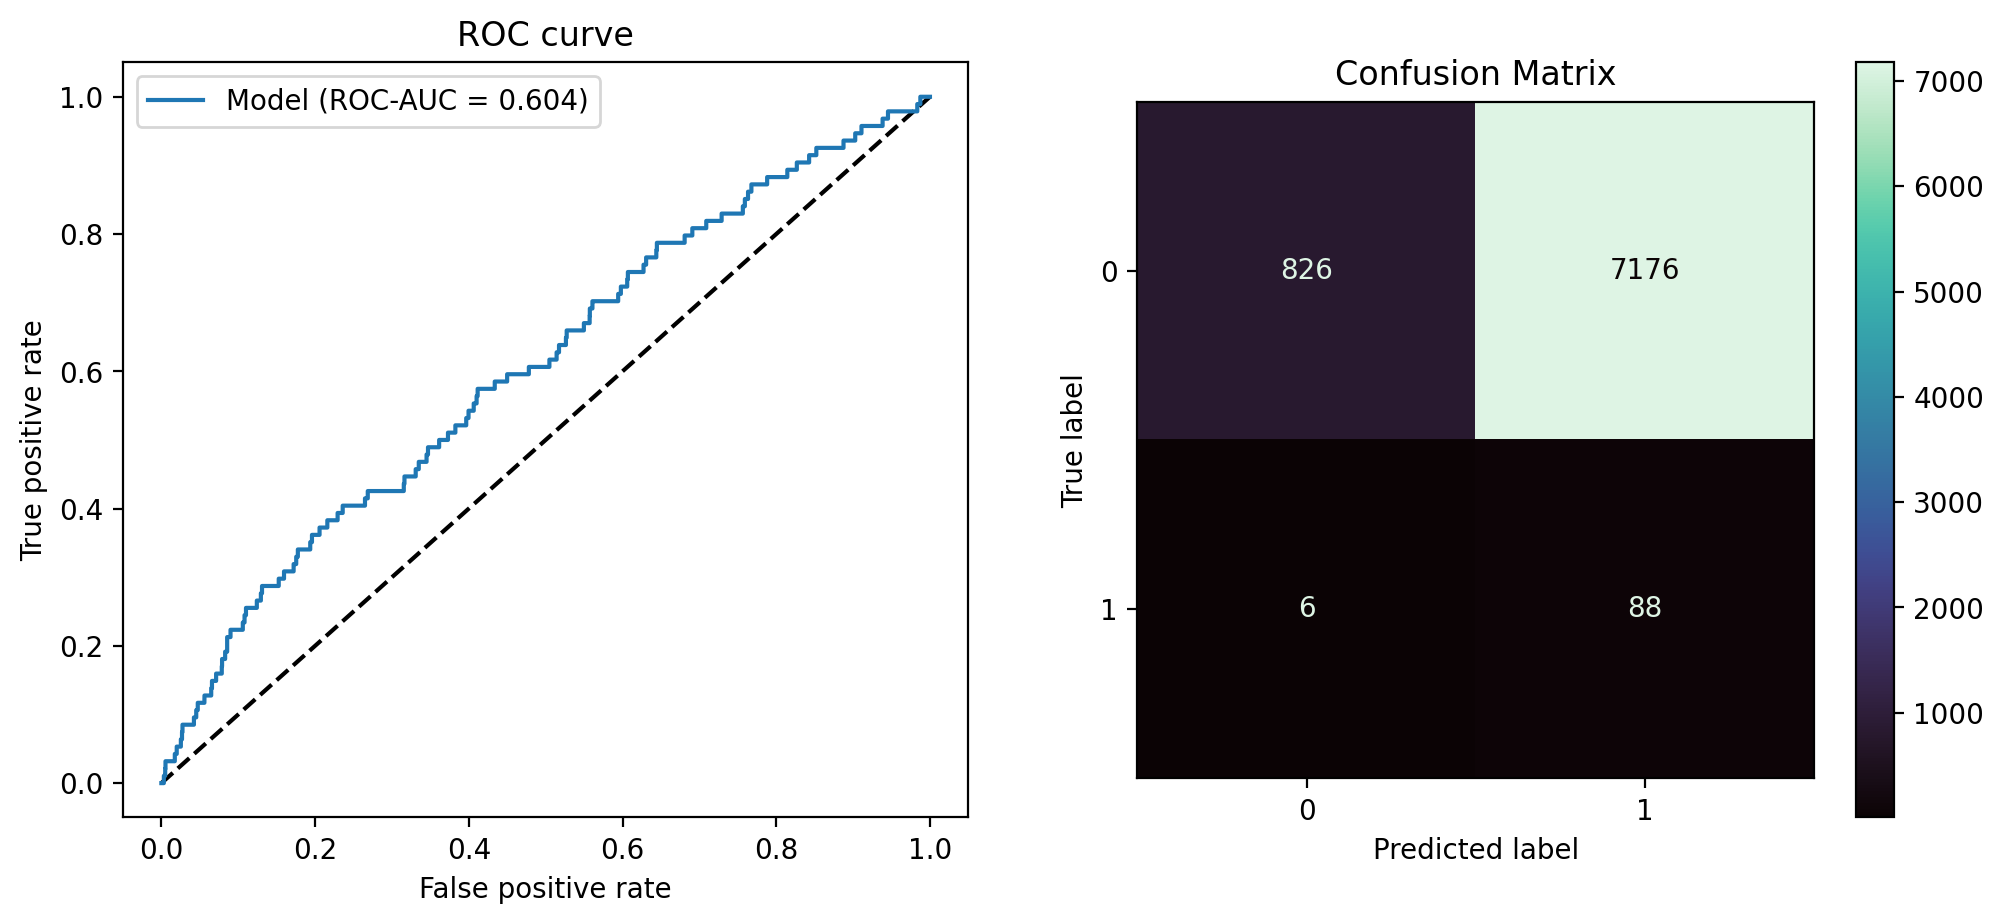 ROC curve
Model (ROC-AUC = 0.604)
1.0
0.8
0.6
0.4
0.2
0.0
True positive rate
0.0 0.2 0.4 0.6 0.8 1.0
False positive rate
Confusion Matrix
826 7176
6 88
0
1
True label
0 1
Predicted label
7000
6000
5000
4000
3000
2000
1000